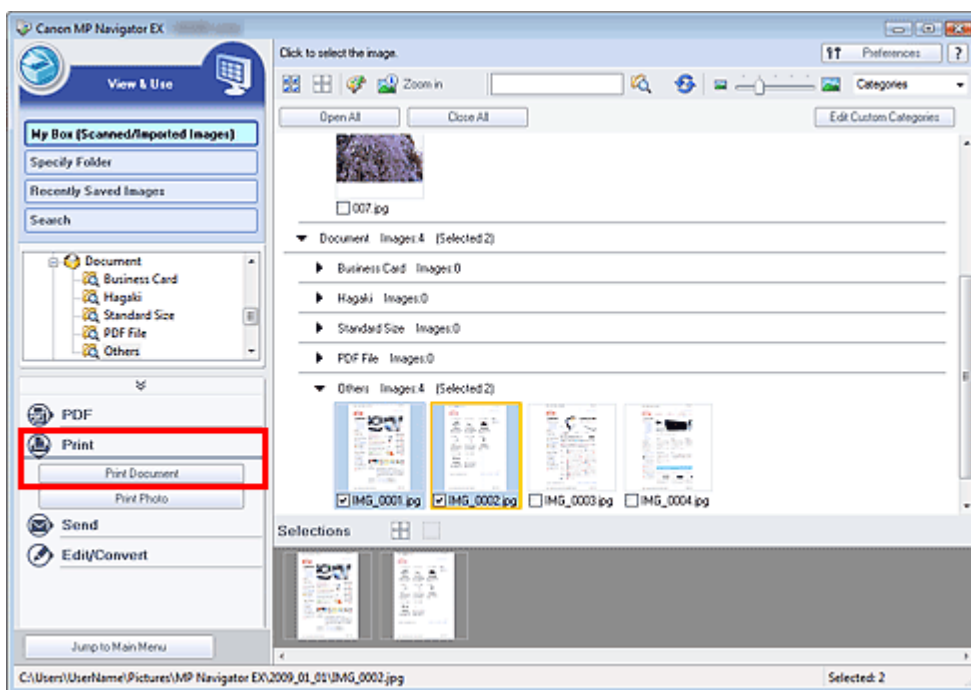 Canon MP Navigator EX
View & Use
My Box (Scanned/Imported Images)
Specify Folder
Recently Saved Images
Search
Document
Business Card
Hagaki
Standard Size
PDF File
Others
PDF
Print
Print Document
Print Photo
Send
Edit/Convert
Jump to Main Menu
Click to select the image.
Preferences
?
Zoom in
Categories
Open All
Close All
Edit Custom Categories
007.jpg
Document Images:4 (Selected:2)
Business Card Images:0
Hagaki Images:0
Standard Size Images:0
PDF File Images:0
Others Images:4 (Selected:2)
IMG_0001.jpg IMG_0002.jpg IMG_0003.jpg IMG_0004.jpg
Selections
C:\Users\UserName\Pictures\MP Navigator EX\2009_01_01\IMG_0002.jpg
Selected: 2